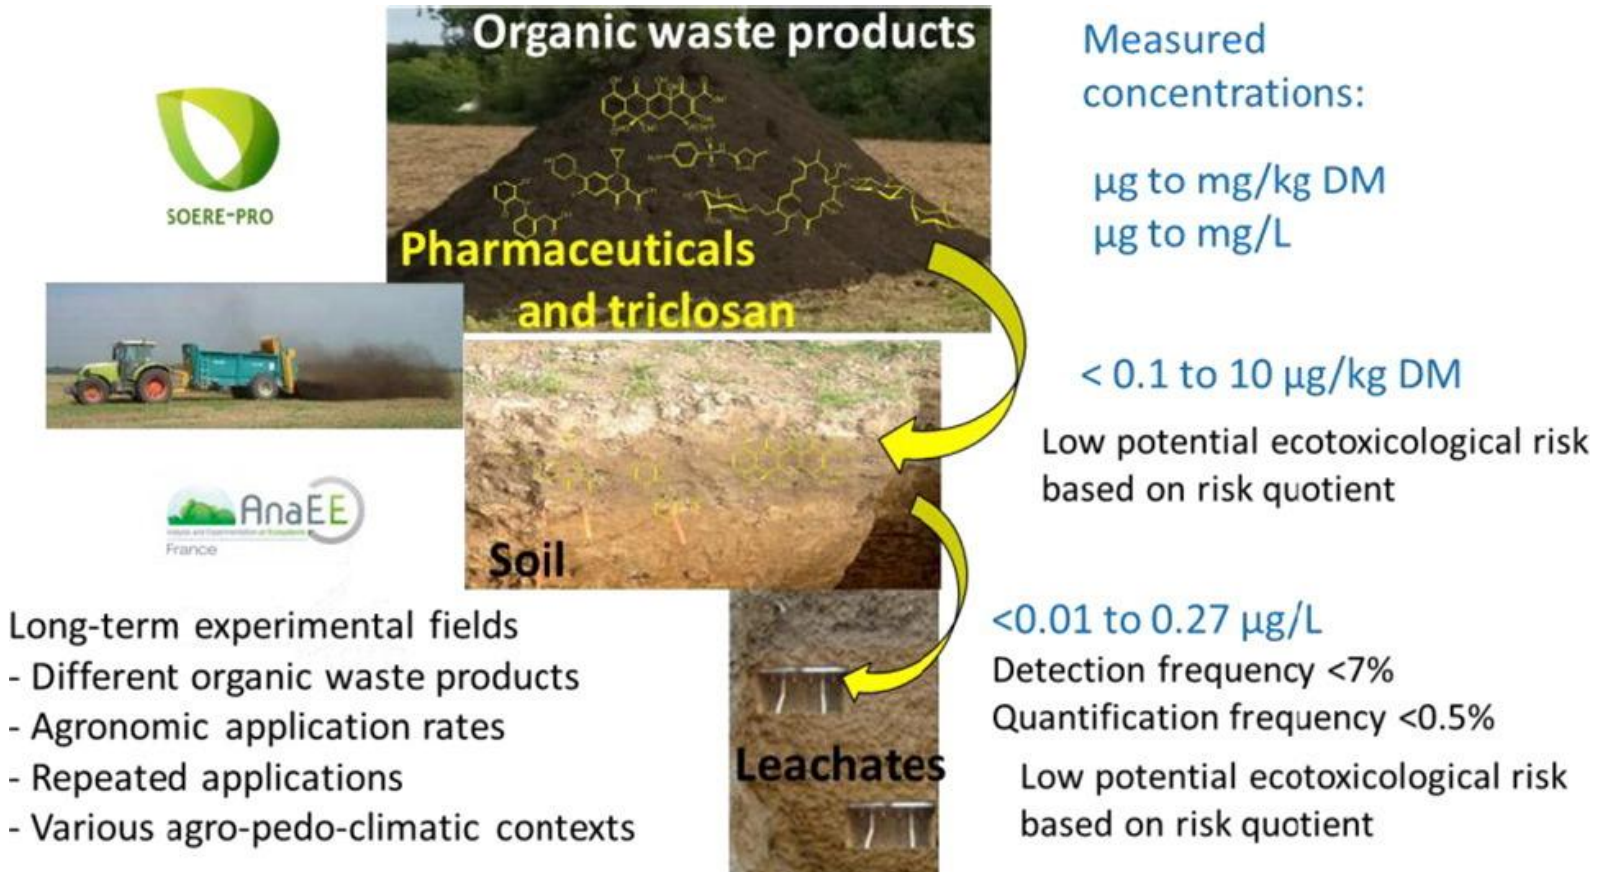 Organic waste products
Pharmaceuticals
and triclosan
Measured
concentrations:
µg to mg/kg DM
µg to mg/L
SOERE-PRO
< 0.1 to 10 µg/kg DM
Low potential ecotoxicological risk
based on risk quotient
AnaEE
France
Soil
Long-term experimental fields
- Different organic waste products
- Agronomic application rates
- Repeated applications
- Various agro-pedo-climatic contexts
<0.01 to 0.27 µg/L
Detection frequency <7%
Quantification frequency <0.5%
Leachates
Low potential ecotoxicological risk
based on risk quotient